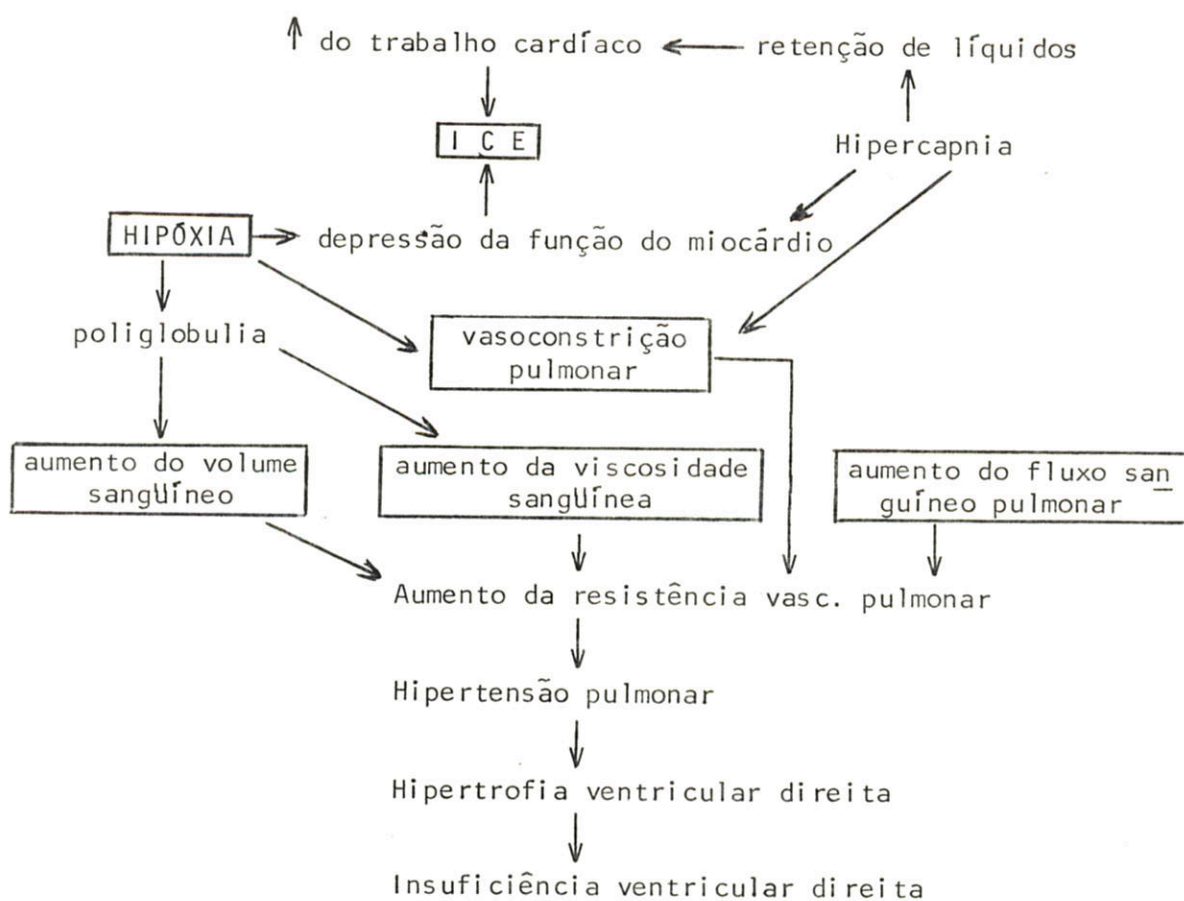 ↑ do trabalho cardíaco ← retenção de líquidos
I C E
Hipercapnia
HIPÓXIA → depressão da função do miocárdio
poliglobulia
vasoconstrição
pulmonar
aumento do volume
sangüíneo
aumento da viscosidade
sangüínea
aumento do fluxo san
guíneo pulmonar
Aumento da resistência vasc. pulmonar
Hipertensão pulmonar
Hipertrofia ventricular direita
Insuficiência ventricular direita